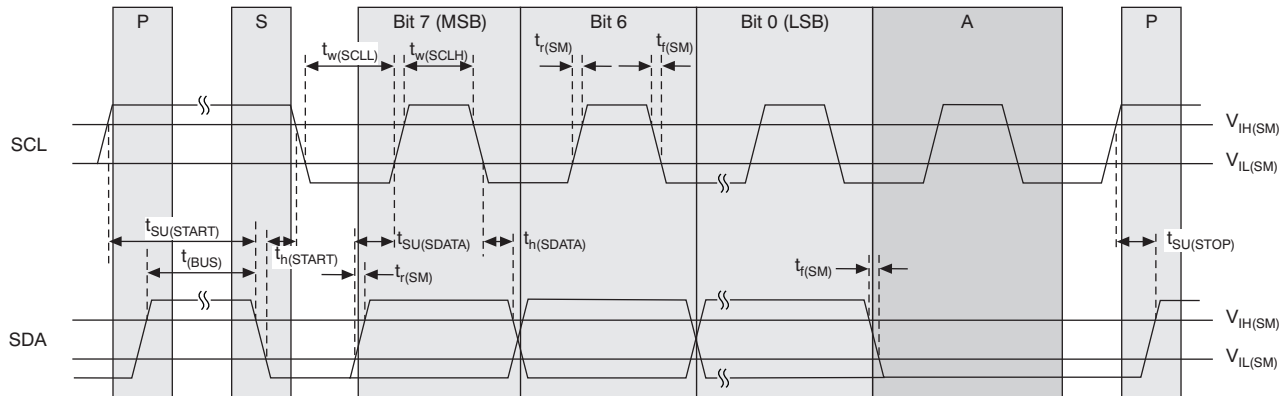 P S Bit 7 (MSB) Bit 6 Bit 0 (LSB) A P
tw(SCLL) tw(SCLH) tr(SM) tf(SM)
VIH(SM)
SCL
VIL(SM)
tSU(START) tSU(SDATA) th(SDATA) tSU(STOP)
t(BUS) th(START) tr(SM) tf(SM)
VIH(SM)
SDA
VIL(SM)